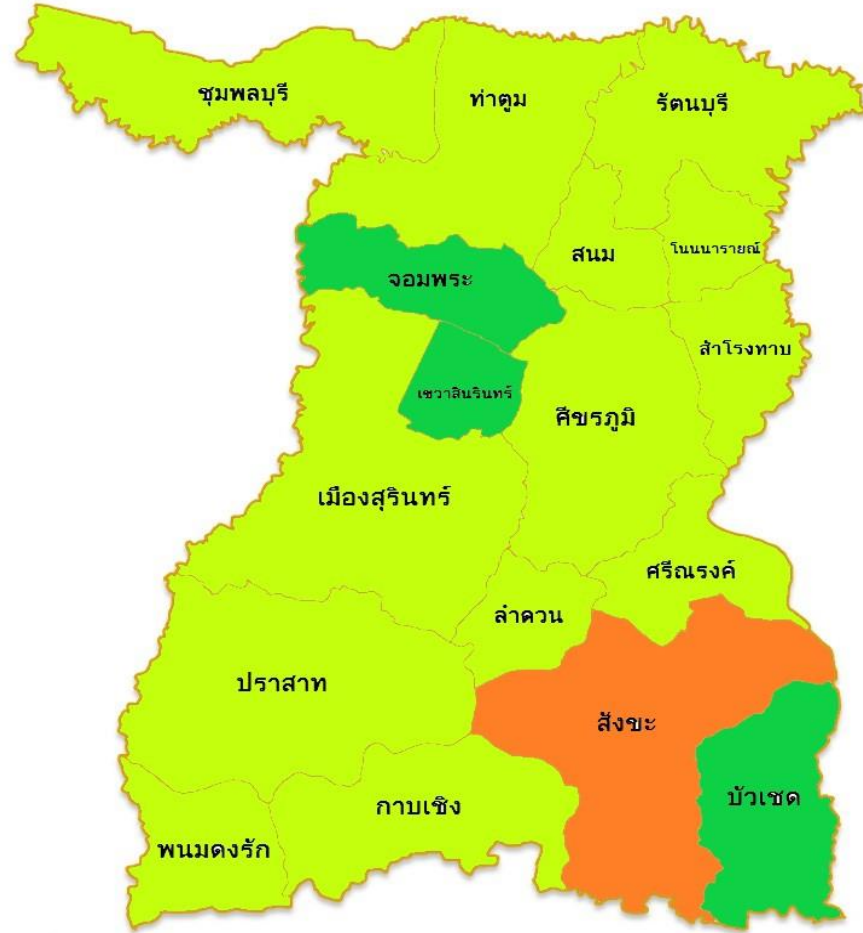 ชุมพลบุรี
ท่าตูม
รัตนบุรี
สนม
โนนนารายณ์
จอมพระ
สำโรงทาบ
เขวาสินรินทร์
ศีขรภูมิ
เมืองสุรินทร์
ศรีณรงค์
ลำดวน
ปราสาท
สังขะ
บัวเชด
กาบเชิง
พนมดงรัก